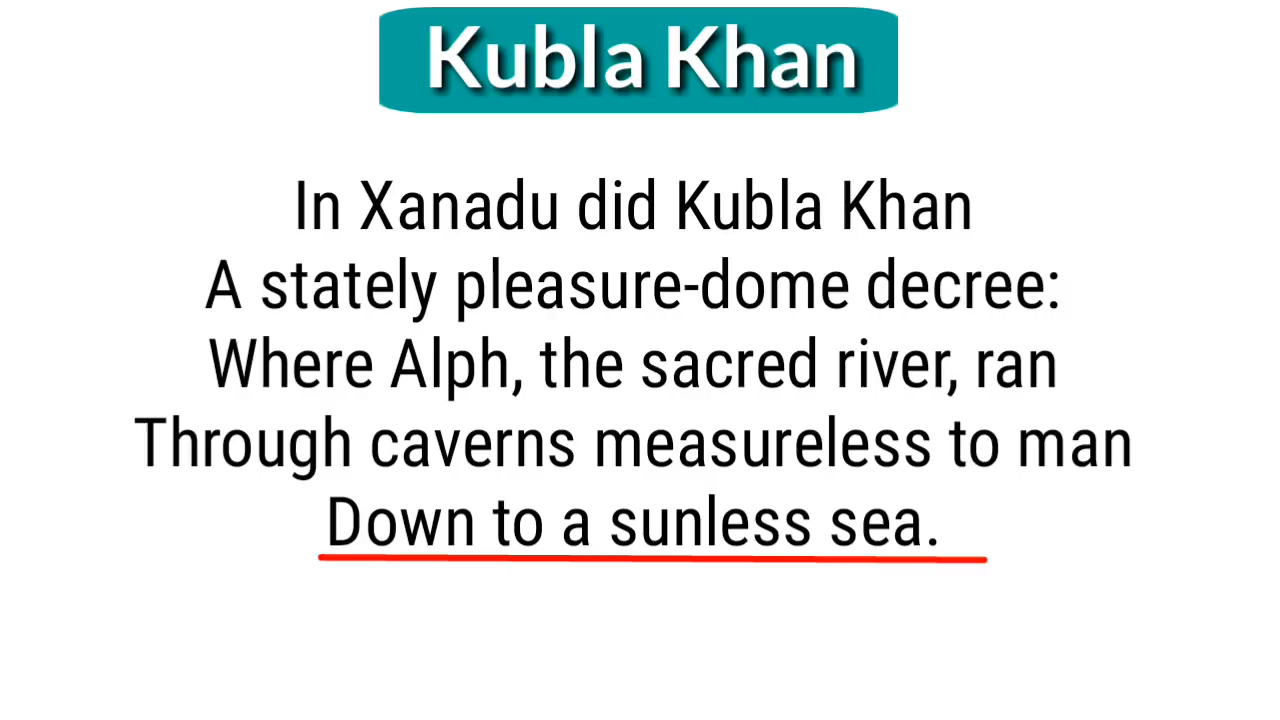 Kubla Khan
In Xanadu did Kubla Khan
A stately pleasure-dome decree:
Where Alph, the sacred river, ran
Through caverns measureless to man
Down to a sunless sea.